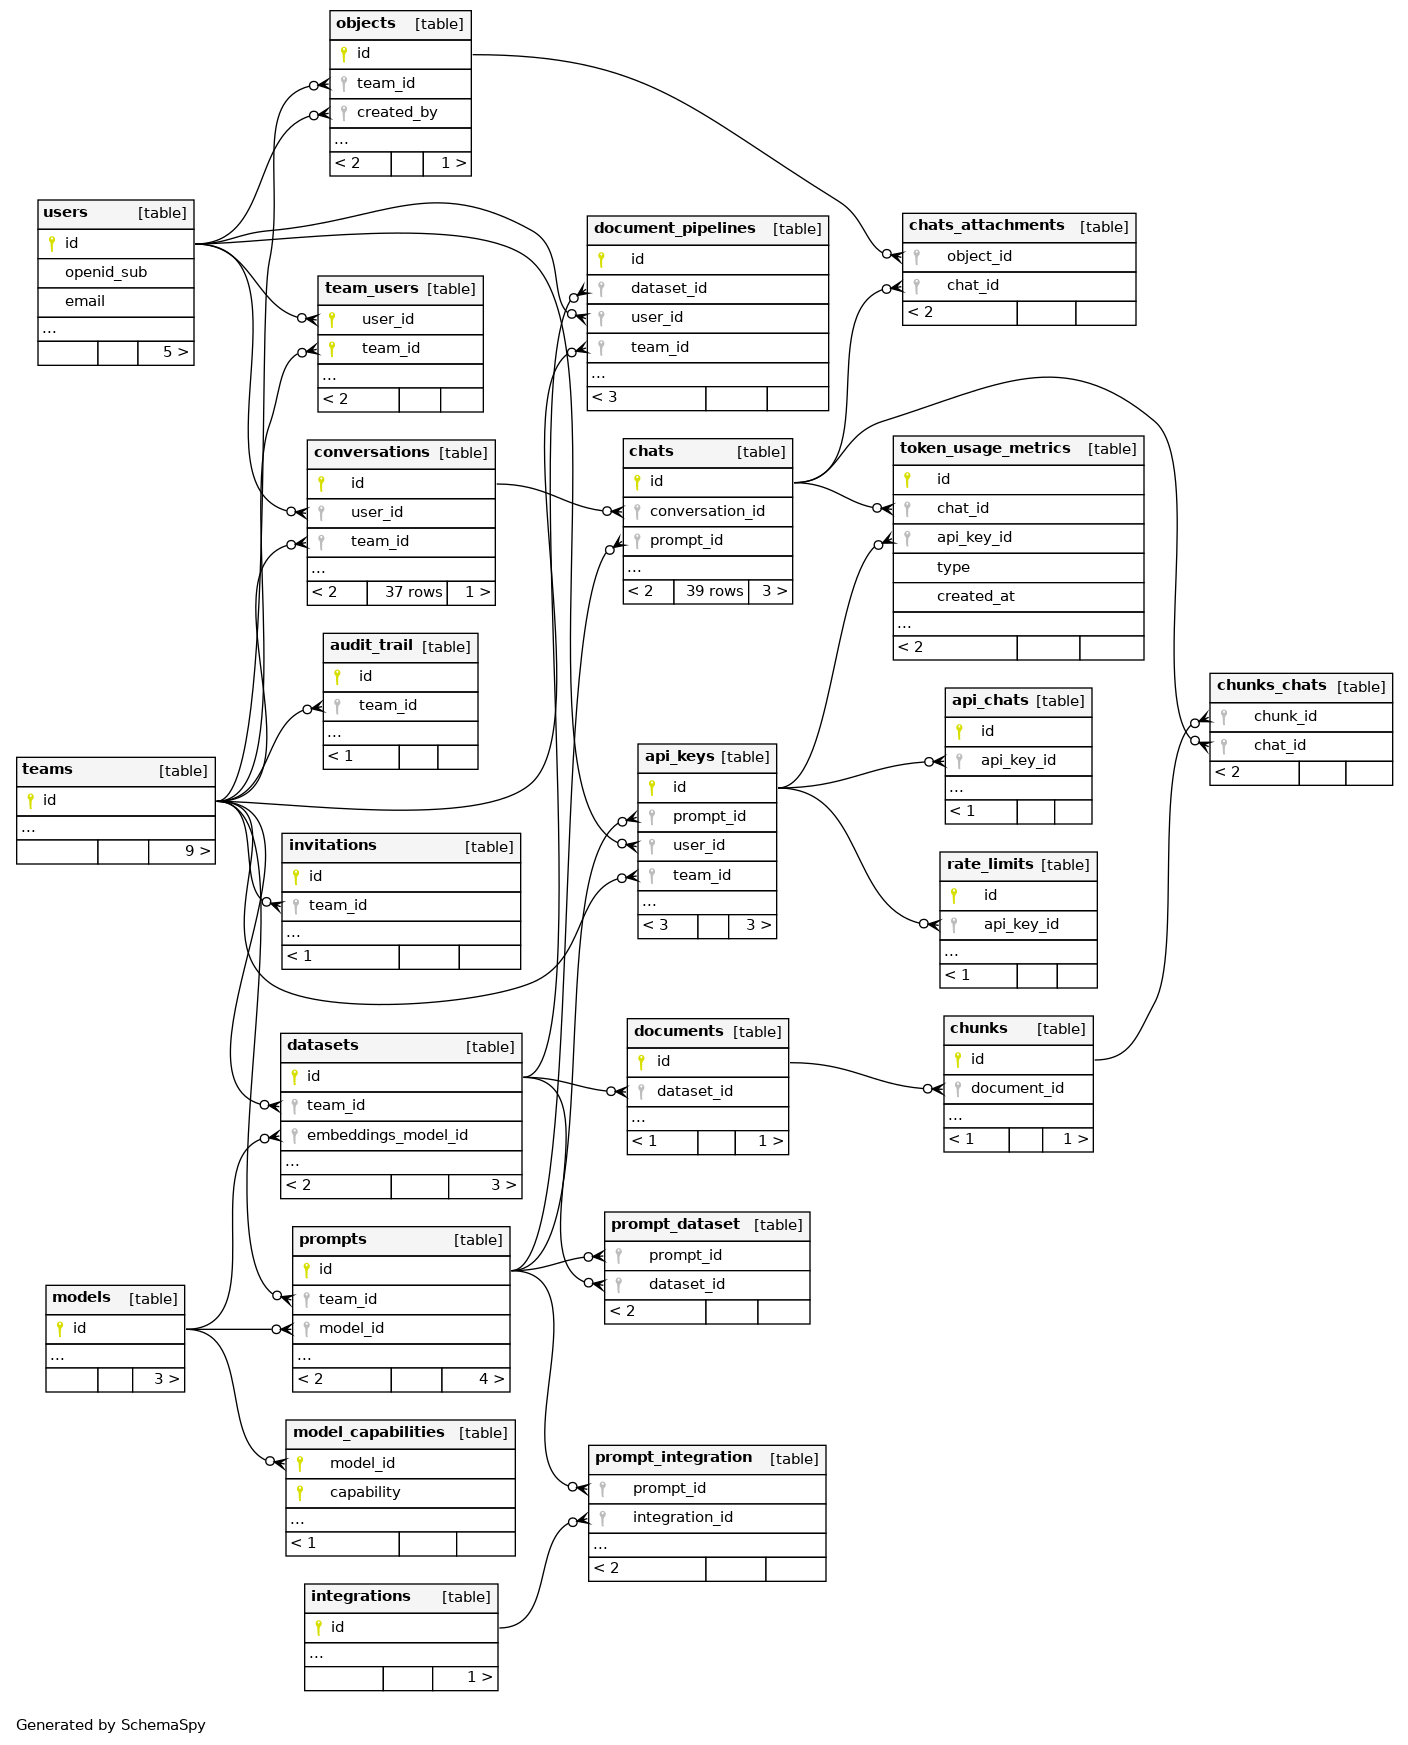 objects [table]
id
team_id
created_by
...
< 2 1 >
users [table]
id
openid_sub
email
...
5 >
team_users [table]
user_id
team_id
...
< 2
conversations [table]
id
user_id
team_id
...
< 2 37 rows 1 >
audit_trail [table]
id
team_id
...
< 1
teams [table]
id
...
9 >
invitations [table]
id
team_id
...
< 1
datasets [table]
id
team_id
embeddings_model_id
...
< 2 3 >
prompts [table]
id
team_id
model_id
...
< 2 4 >
models [table]
id
...
3 >
model_capabilities [table]
model_id
capability
...
< 1
integrations [table]
id
...
1 >
document_pipelines [table]
id
dataset_id
user_id
team_id
...
< 3
chats [table]
id
conversation_id
prompt_id
...
< 2 39 rows 3 >
api_keys [table]
id
prompt_id
user_id
team_id
...
< 3 3 >
documents [table]
id
dataset_id
...
< 1 1 >
prompt_dataset [table]
prompt_id
dataset_id
< 2
prompt_integration [table]
prompt_id
integration_id
...
< 2
chats_attachments [table]
object_id
chat_id
< 2
token_usage_metrics [table]
id
chat_id
api_key_id
type
created_at
...
< 2
api_chats [table]
id
api_key_id
...
< 1
rate_limits [table]
id
api_key_id
...
< 1
chunks [table]
id
document_id
...
< 1 1 >
chunks_chats [table]
chunk_id
chat_id
< 2
Generated by SchemaSpy